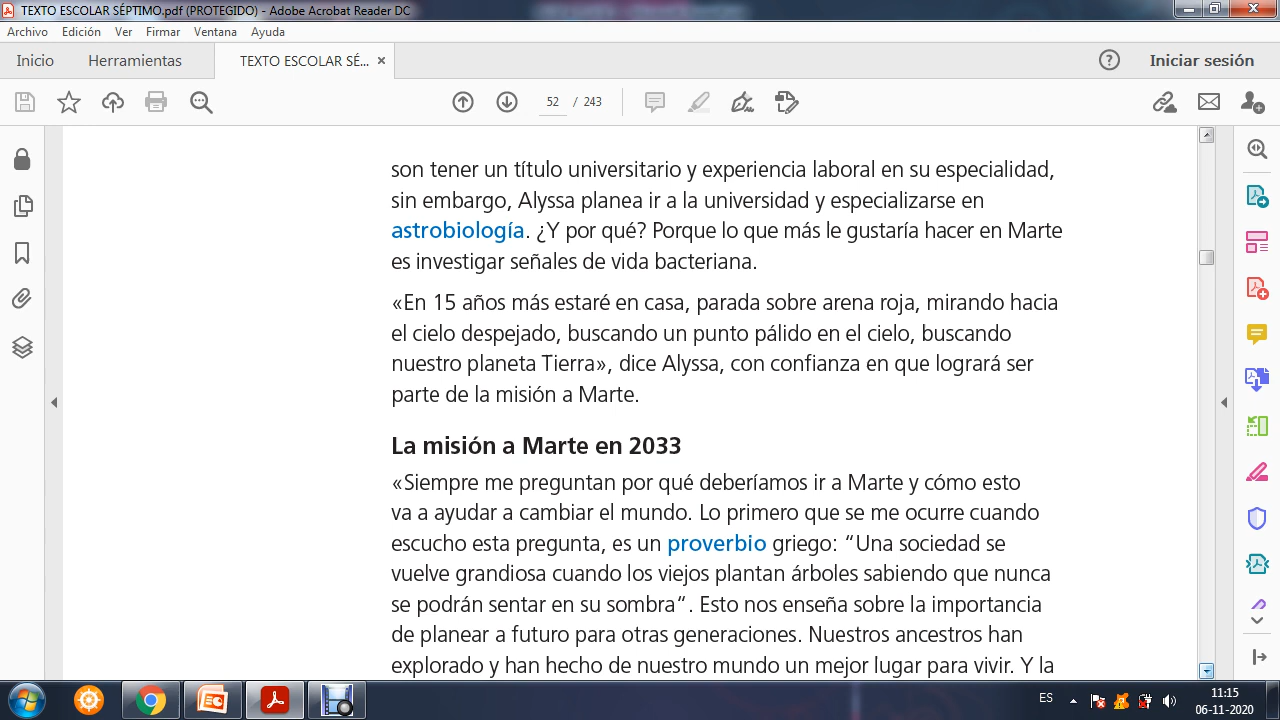 TEXTO ESCOLAR SÉPTIMO.pdf (PROTEGIDO) - Adobe Acrobat Reader DC
Archivo Edición Ver Firmar Ventana Ayuda
Inicio Herramientas TEXTO ESCOLAR SÉ... × ? Iniciar sesión
52 / 243
son tener un título universitario y experiencia laboral en su especialidad,
sin embargo, Alyssa planea ir a la universidad y especializarse en
astrobiología. ¿Y por qué? Porque lo que más le gustaría hacer en Marte
es investigar señales de vida bacteriana.
«En 15 años más estaré en casa, parada sobre arena roja, mirando hacia
el cielo despejado, buscando un punto pálido en el cielo, buscando
nuestro planeta Tierra», dice Alyssa, con confianza en que logrará ser
parte de la misión a Marte.
La misión a Marte en 2033
«Siempre me preguntan por qué deberíamos ir a Marte y cómo esto
va a ayudar a cambiar el mundo. Lo primero que se me ocurre cuando
escucho esta pregunta, es un proverbio griego: “Una sociedad se
vuelve grandiosa cuando los viejos plantan árboles sabiendo que nunca
se podrán sentar en su sombra“. Esto nos enseña sobre la importancia
de planear a futuro para otras generaciones. Nuestros ancestros han
explorado y han hecho de nuestro mundo un mejor lugar para vivir. Y la
ES 11:15
06-11-2020